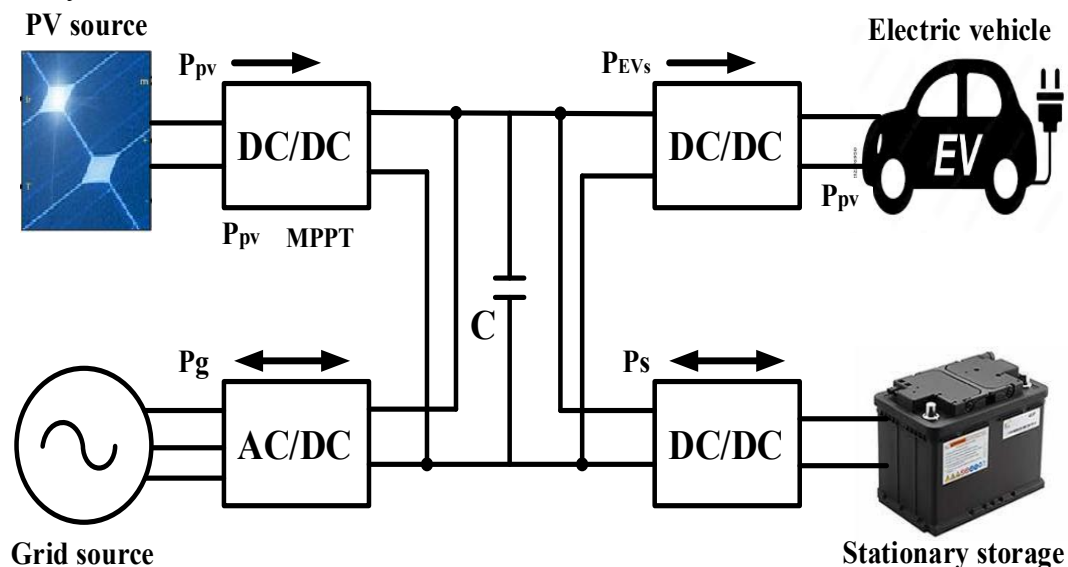 PV source
Electric vehicle
Ppv
PEVs
DC/DC
DC/DC
EV
Ppv
Ppv MPPT
C
Pg
Ps
AC/DC
DC/DC
Grid source
Stationary storage